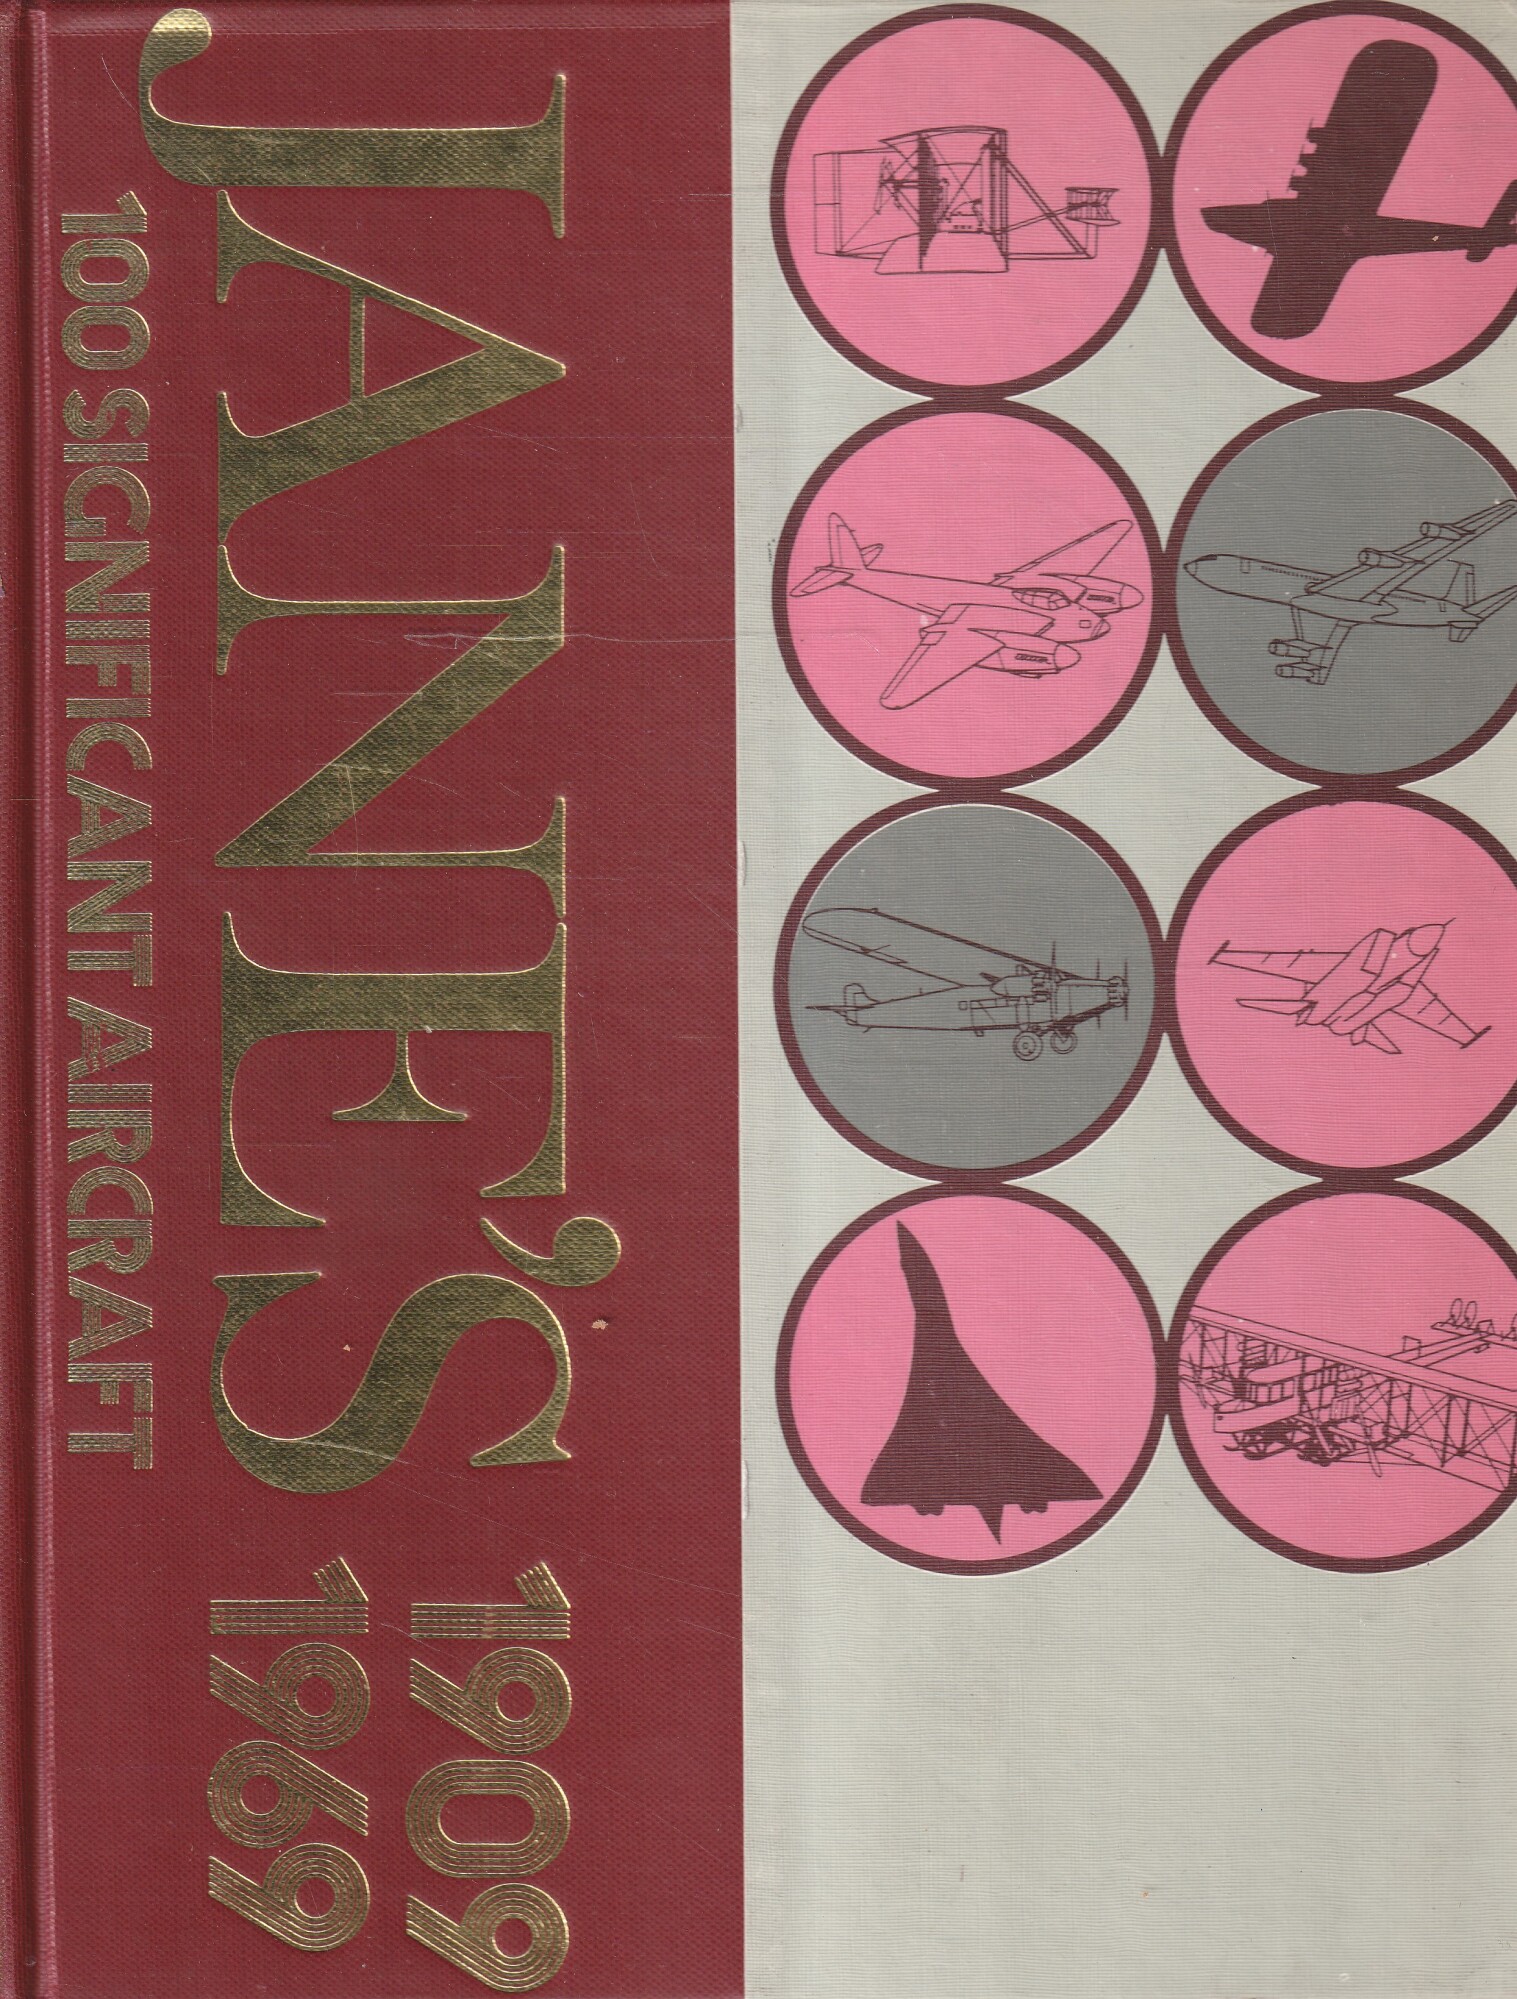 JANE'S 1909
1969
100 SIGNIFICANT AIRCRAFT